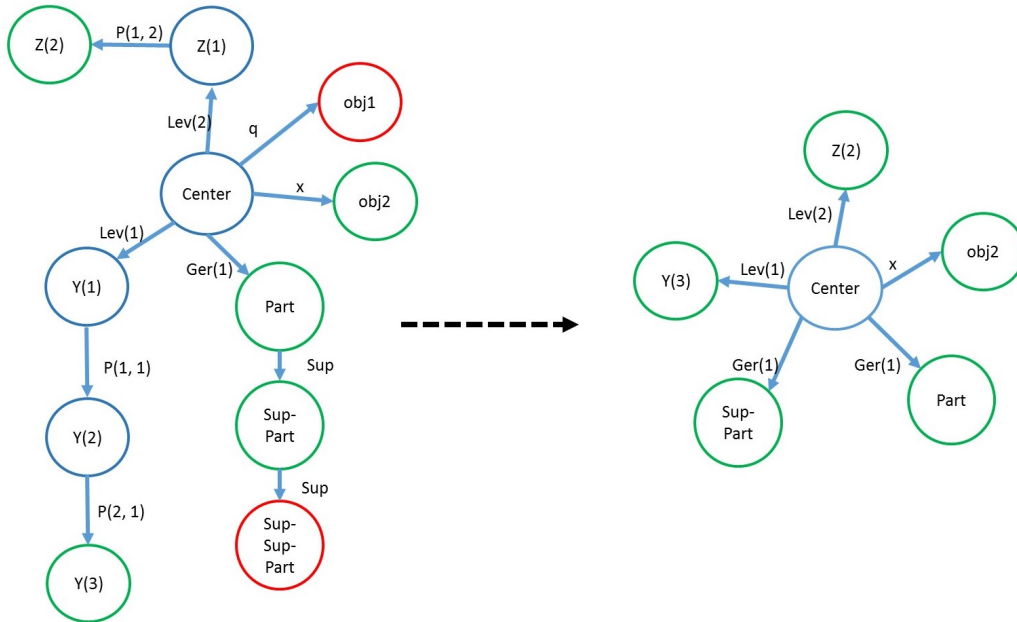 Z(2)
P(1, 2)
Z(1)
obj1
Lev(2)
q
Center
x
obj2
Lev(1)
Ger(1)
Y(1)
Part
P(1, 1)
Sup
Y(2)
Sup-
Part
Sup
P(2, 1)
Sup-
Sup-
Part
Y(3)
Z(2)
Lev(2)
x
obj2
Y(3)
Lev(1)
Center
Ger(1)
Ger(1)
Sup-
Part
Part